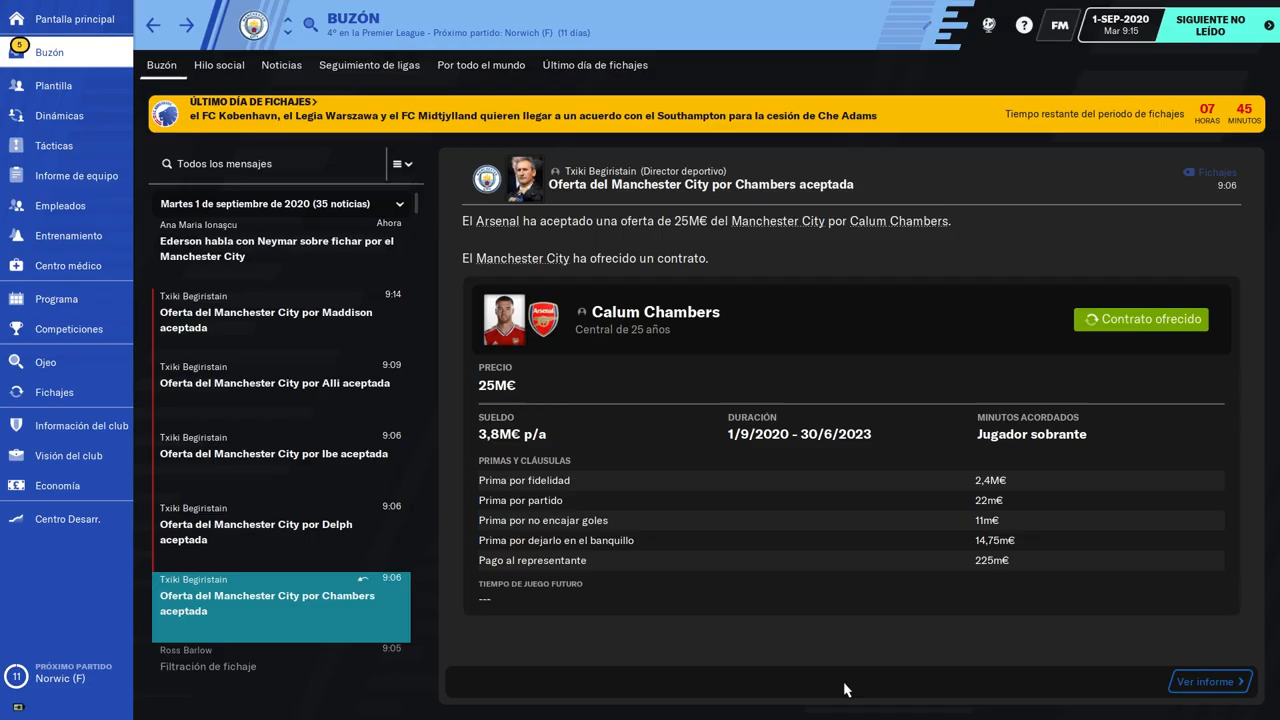 Pantalla principal
5
Buzón
Plantilla
Dinámicas
Tácticas
Informe de equipo
Empleados
Entrenamiento
Centro médico
Programa
Competiciones
Ojeo
Fichajes
Información del club
Visión del club
Economía
Centro Desarr.
11
PRÓXIMO PARTIDO
Norwic (F)
BUZÓN
4º en la Premier League - Próximo partido: Norwich (F) (11 días)
?
FM
1-SEP-2020
Mar 9:15
SIGUIENTE NO
LEÍDO
Buzón Hilo social Noticias Seguimiento de ligas Por todo el mundo Último día de fichajes
ÚLTIMO DÍA DE FICHAJES>
el FC København, el Legia Warszawa y el FC Midtjylland quieren llegar a un acuerdo con el Southampton para la cesión de Che Adams
Tiempo restante del periodo de fichajes
07
HORAS
45
MINUTOS
Todos los mensajes
Martes 1 de septiembre de 2020 (35 noticias)
Ana Maria Ionașcu Ahora
Ederson habla con Neymar sobre fichar por el
Manchester City
Txiki Begiristain 9:14
Oferta del Manchester City por Maddison
aceptada
Txiki Begiristain 9:09
Oferta del Manchester City por Alli aceptada
Txiki Begiristain 9:06
Oferta del Manchester City por Ibe aceptada
Txiki Begiristain 9:06
Oferta del Manchester City por Delph
aceptada
Txiki Begiristain 9:06
Oferta del Manchester City por Chambers
aceptada
Ross Barlow 9:05
Filtración de fichaje
Txiki Begiristain (Director deportivo)
Oferta del Manchester City por Chambers aceptada
Fichajes
9:06
El Arsenal ha aceptado una oferta de 25M€ del Manchester City por Calum Chambers.
El Manchester City ha ofrecido un contrato.
Arsenal
Calum Chambers
Central de 25 años
Contrato ofrecido
PRECIO
25M€
SUELDO DURACIÓN MINUTOS ACORDADOS
3,8M€ p/a 1/9/2020 - 30/6/2023 Jugador sobrante
PRIMAS Y CLÁUSULAS
Prima por fidelidad 2,4M€
Prima por partido 22m€
Prima por no encajar goles 11m€
Prima por dejarlo en el banquillo 14,75m€
Pago al representante 225m€
TIEMPO DE JUEGO FUTURO
---
Ver informe >